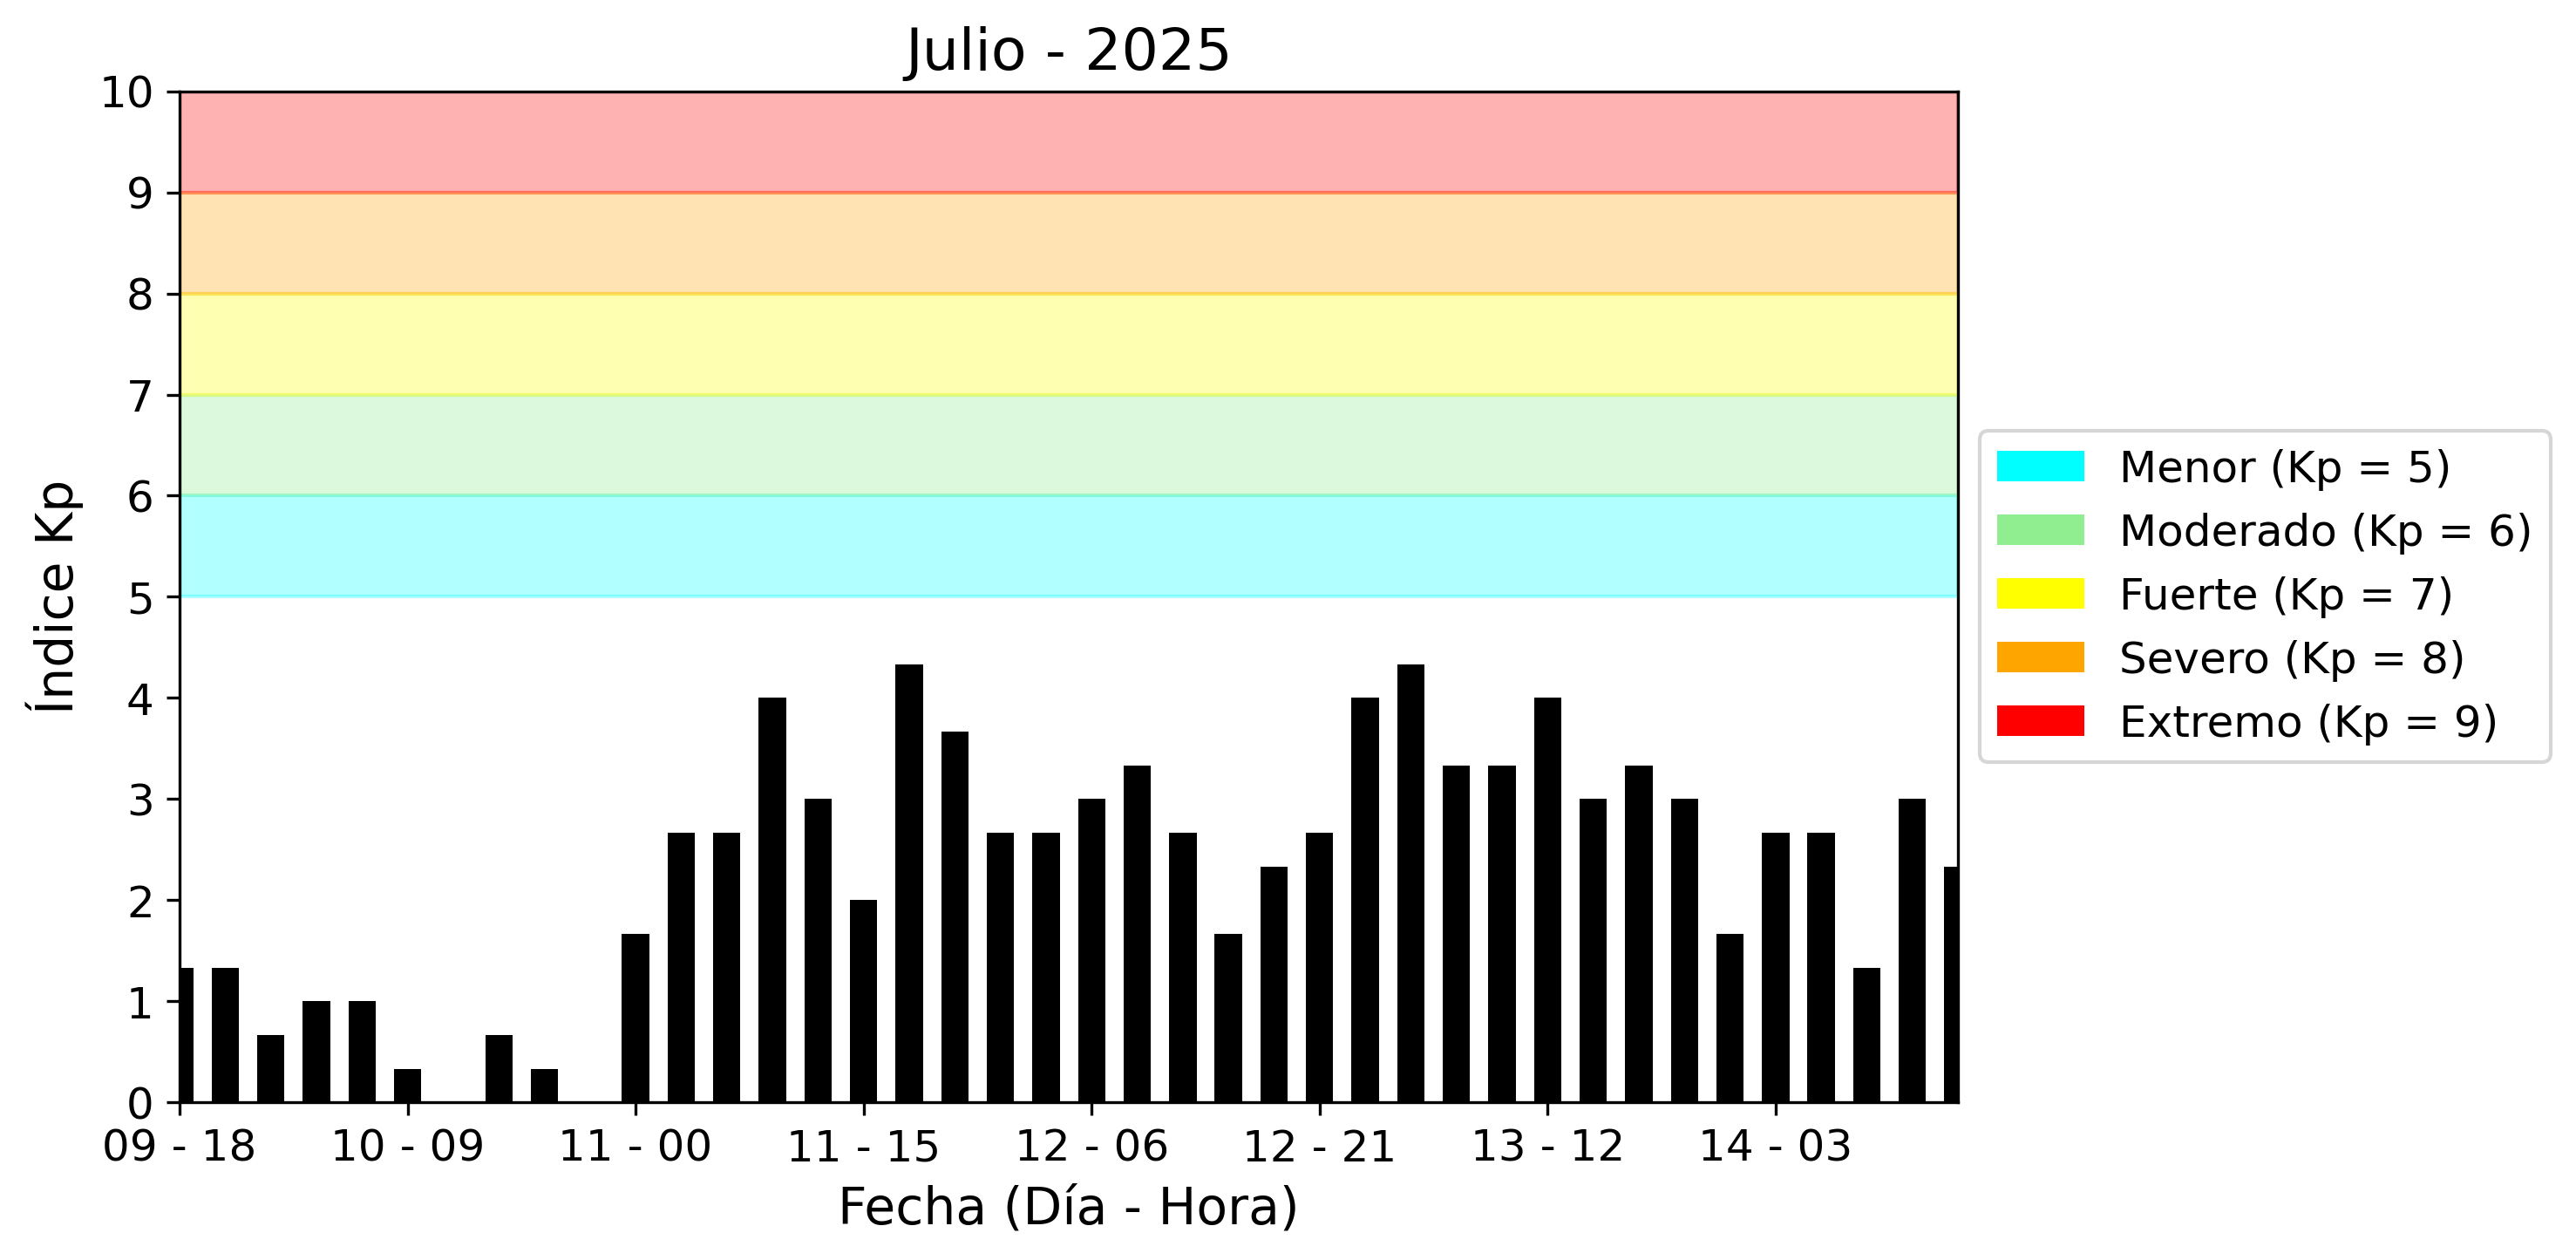 Julio - 2025
10
9
8
7
6
5
4
3
2
1
0
Índice Kp
09 - 18
10 - 09
11 - 00
11 - 15
12 - 06
12 - 21
13 - 12
14 - 03
Fecha (Día - Hora)
Menor (Kp = 5)
Moderado (Kp = 6)
Fuerte (Kp = 7)
Severo (Kp = 8)
Extremo (Kp = 9)